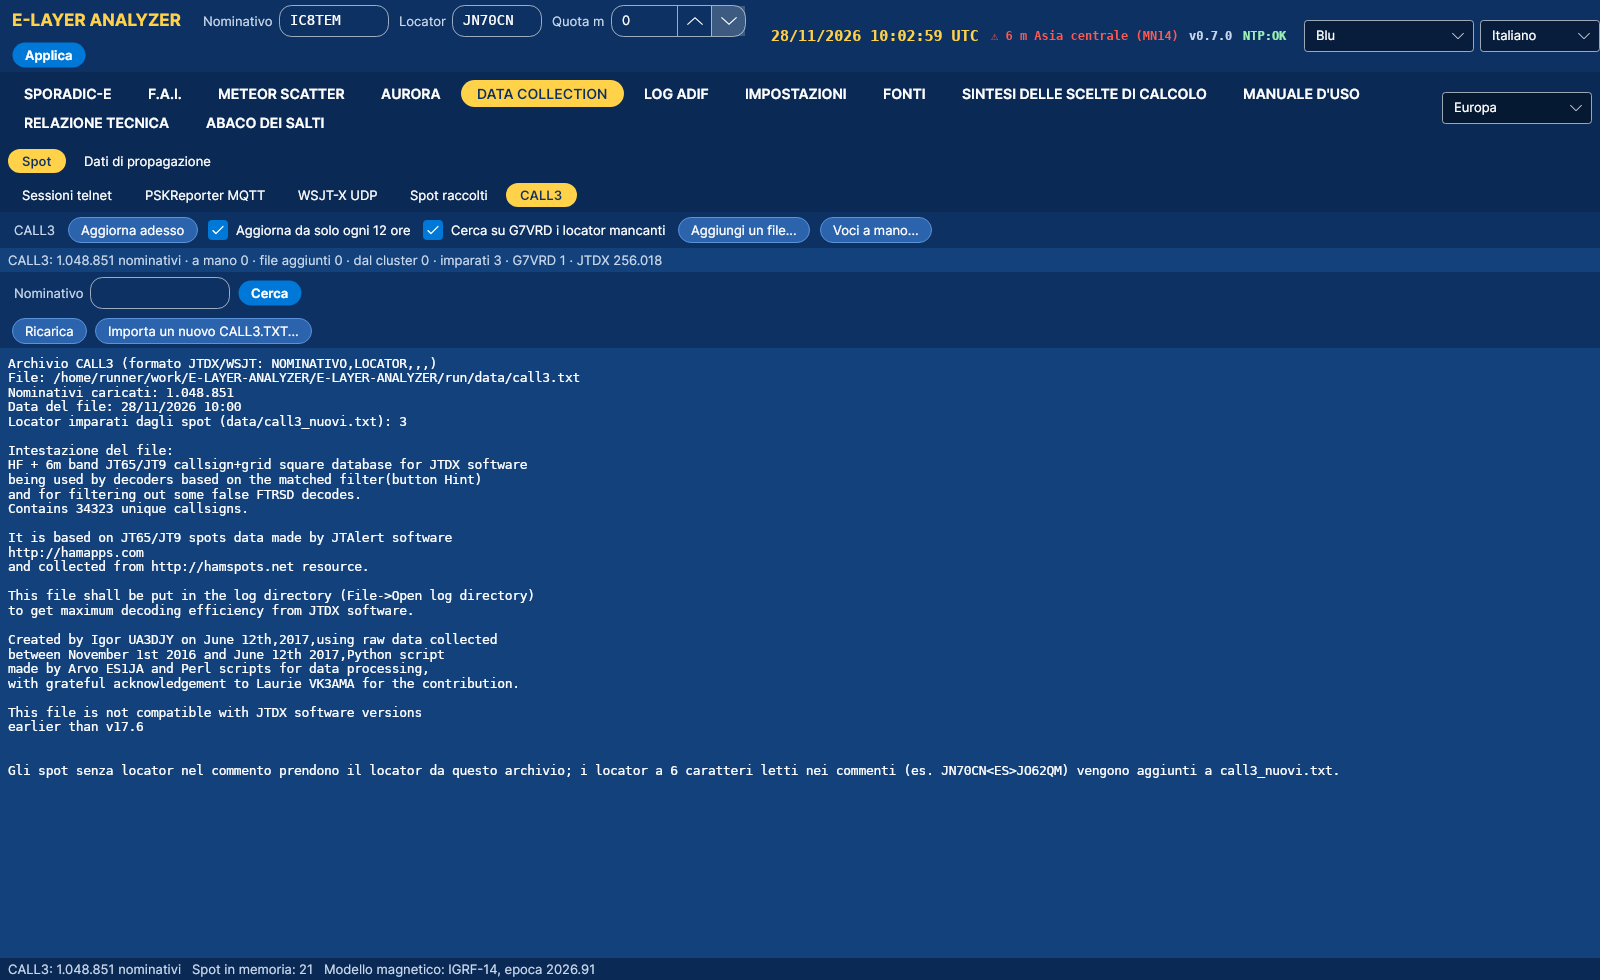 E-LAYER ANALYZER Nominativo IC8TEM Locator JN70CN Quota m 0
Applica
28/11/2026 10:02:59 UTC ⚠ 6 m Asia centrale (MN14) v0.7.0 NTP:OK Blu Italiano
SPORADIC-E F.A.I. METEOR SCATTER AURORA DATA COLLECTION LOG ADIF IMPOSTAZIONI FONTI SINTESI DELLE SCELTE DI CALCOLO MANUALE D'USO
RELAZIONE TECNICA ABACO DEI SALTI
Europa
Spot Dati di propagazione
Sessioni telnet PSKReporter MQTT WSJT-X UDP Spot raccolti CALL3
CALL3 Aggiorna adesso Aggiorna da solo ogni 12 ore Cerca su G7VRD i locator mancanti Aggiungi un file... Voci a mano...
CALL3: 1.048.851 nominativi · a mano 0 · file aggiunti 0 · dal cluster 0 · imparati 3 · G7VRD 1 · JTDX 256.018
Nominativo Cerca
Ricarica Importa un nuovo CALL3.TXT...
Archivio CALL3 (formato JTDX/WSJT: NOMINATIVO,LOCATOR,,,)
File: /home/runner/work/E-LAYER-ANALYZER/E-LAYER-ANALYZER/run/data/call3.txt
Nominativi caricati: 1.048.851
Data del file: 28/11/2026 10:00
Locator imparati dagli spot (data/call3_nuovi.txt): 3
Intestazione del file:
HF + 6m band JT65/JT9 callsign+grid square database for JTDX software
being used by decoders based on the matched filter(button Hint)
and for filtering out some false FTRSD decodes.
Contains 34323 unique callsigns.
It is based on JT65/JT9 spots data made by JTAlert software
http://hamapps.com
and collected from http://hamspots.net resource.
This file shall be put in the log directory (File->Open log directory)
to get maximum decoding efficiency from JTDX software.
Created by Igor UA3DJY on June 12th,2017,using raw data collected
between November 1st 2016 and June 12th 2017,Python script
made by Arvo ES1JA and Perl scripts for data processing,
with grateful acknowledgement to Laurie VK3AMA for the contribution.
This file is not compatible with JTDX software versions
earlier than v17.6
Gli spot senza locator nel commento prendono il locator da questo archivio; i locator a 6 caratteri letti nei commenti (es. JN70CN<ES>JO62QM) vengono aggiunti a call3_nuovi.txt.
CALL3: 1.048.851 nominativi Spot in memoria: 21 Modello magnetico: IGRF-14, epoca 2026.91